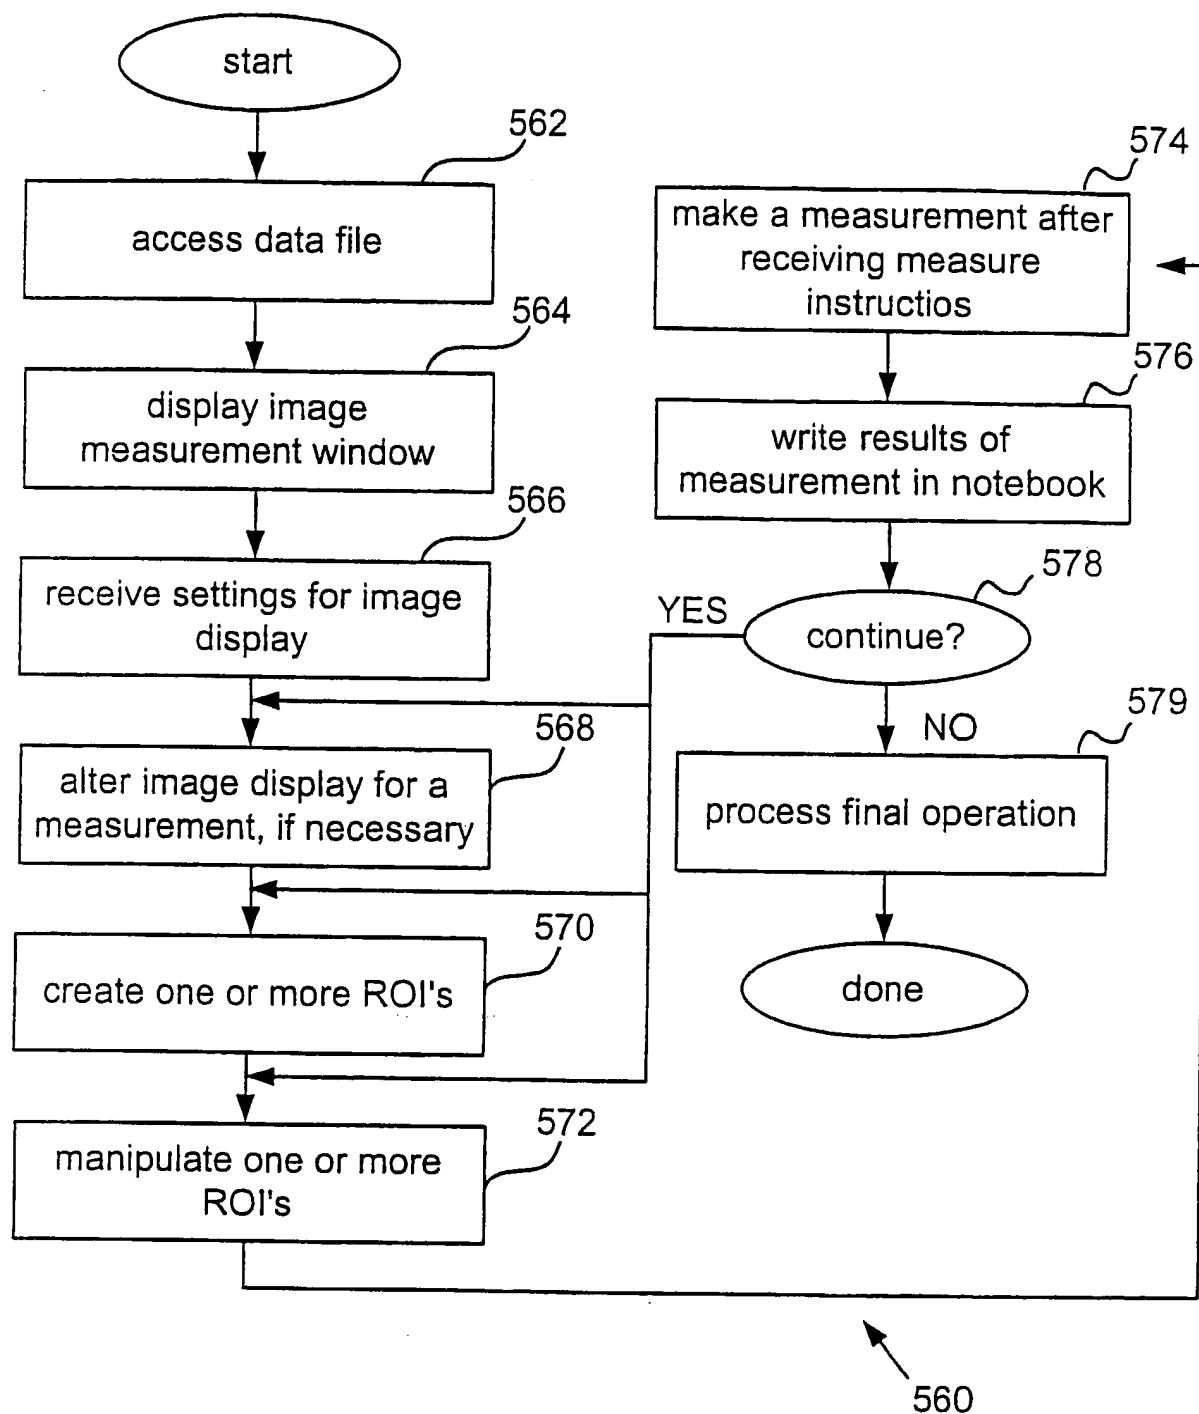 start
562
access data file
564
display image
measurement window
566
receive settings for image
display
568
alter image display for a
measurement, if necessary
570
create one or more ROI's
572
manipulate one or more
ROI's
574
make a measurement after
receiving measure
instructios
576
write results of
measurement in notebook
578
YES
continue?
NO
579
process final operation
done
560